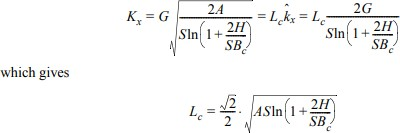 K_x = G √(2A / (S ln(1 + 2H / (SB_c)))) = L_c k̂_x = L_c 2G / (S ln(1 + 2H / (SB_c)))
which gives
L_c = √2 / 2 · √(AS ln(1 + 2H / (SB_c)))